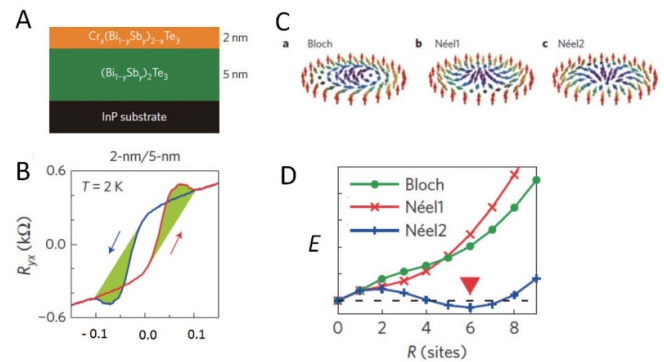 A
Crx(Bi1−ySby)2−xTe3
2 nm
(Bi1−ySby)2Te3
5 nm
InP substrate
B
2-nm/5-nm
T = 2 K
Ryx (kΩ)
0.6
0.0
-0.6
-0.1
0.0
0.1
C
a Bloch
b Néel1
c Néel2
D
Bloch
Néel1
Néel2
E
0 2 4 6 8
R (sites)